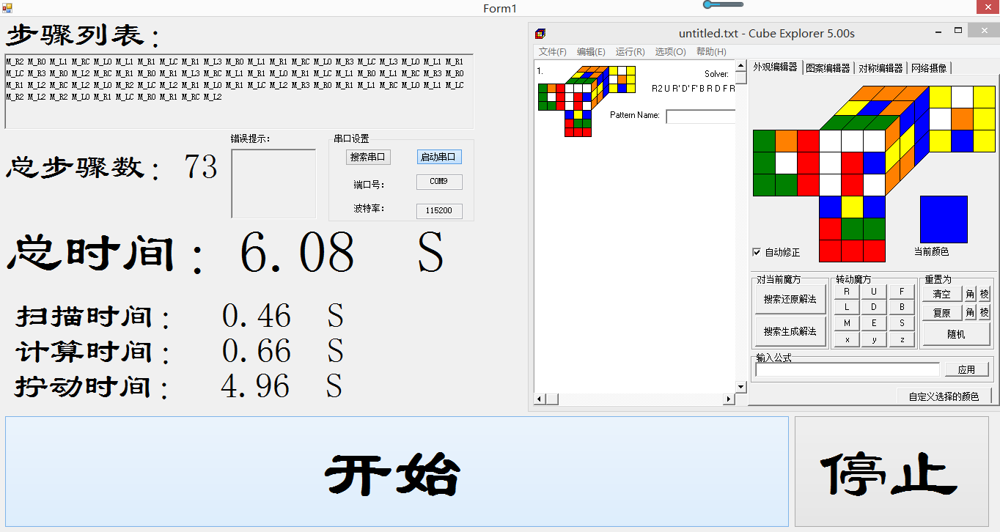 Form1
步骤列表：
M_R2 M_R0 M_L1 M_RC M_L0 M_L1 M_R1 M_LC M_R1 M_L3 M_R0 M_L1 M_R1 M_R0 M_L0 M_R3 M_LC M_L3 M_L0 M_L1 M_R1
M_LC M_R3 M_R0 M_L2 M_RC M_R1 M_R0 M_R1 M_L3 M_RC M_L1 M_R0 M_R1 M_LC M_L1 M_R0 M_L1 M_RC M_R3 M_R0
M_R1 M_L2 M_RC M_R1 M_L0 M_L1 M_R0 M_L1 M_RC M_R1 M_LC M_L2 M_R3 M_R0 M_R1 M_L1 M_RC M_L0 M_L1 M_LC
M_R2 M_L2 M_R2 M_L0 M_R1 M_LC M_R0 M_R1 M_RC M_L2
总步骤数： 73
错误提示：
串口设置
搜索串口 启动串口
端口号： COM9
波特率： 115200
总时间： 6.08 S
扫描时间： 0.46 S
计算时间： 0.66 S
拧动时间： 4.96 S
开始
停止
untitled.txt - Cube Explorer 5.00s
文件(F) 编辑(E) 运行(R) 选项(O) 帮助(H)
1.
Solver:
R2 U R' D' F' B R D F R
Pattern Name:
外观编辑器 图案编辑器 对称编辑器 网络摄像
自动修正
当前颜色
对当前魔方
搜索还原解法
搜索生成解法
转动魔方
R U F
L D B
M E S
x y z
重置为
清空 角 棱
复原 角 棱
随机
输入公式
应用
自定义选择的颜色